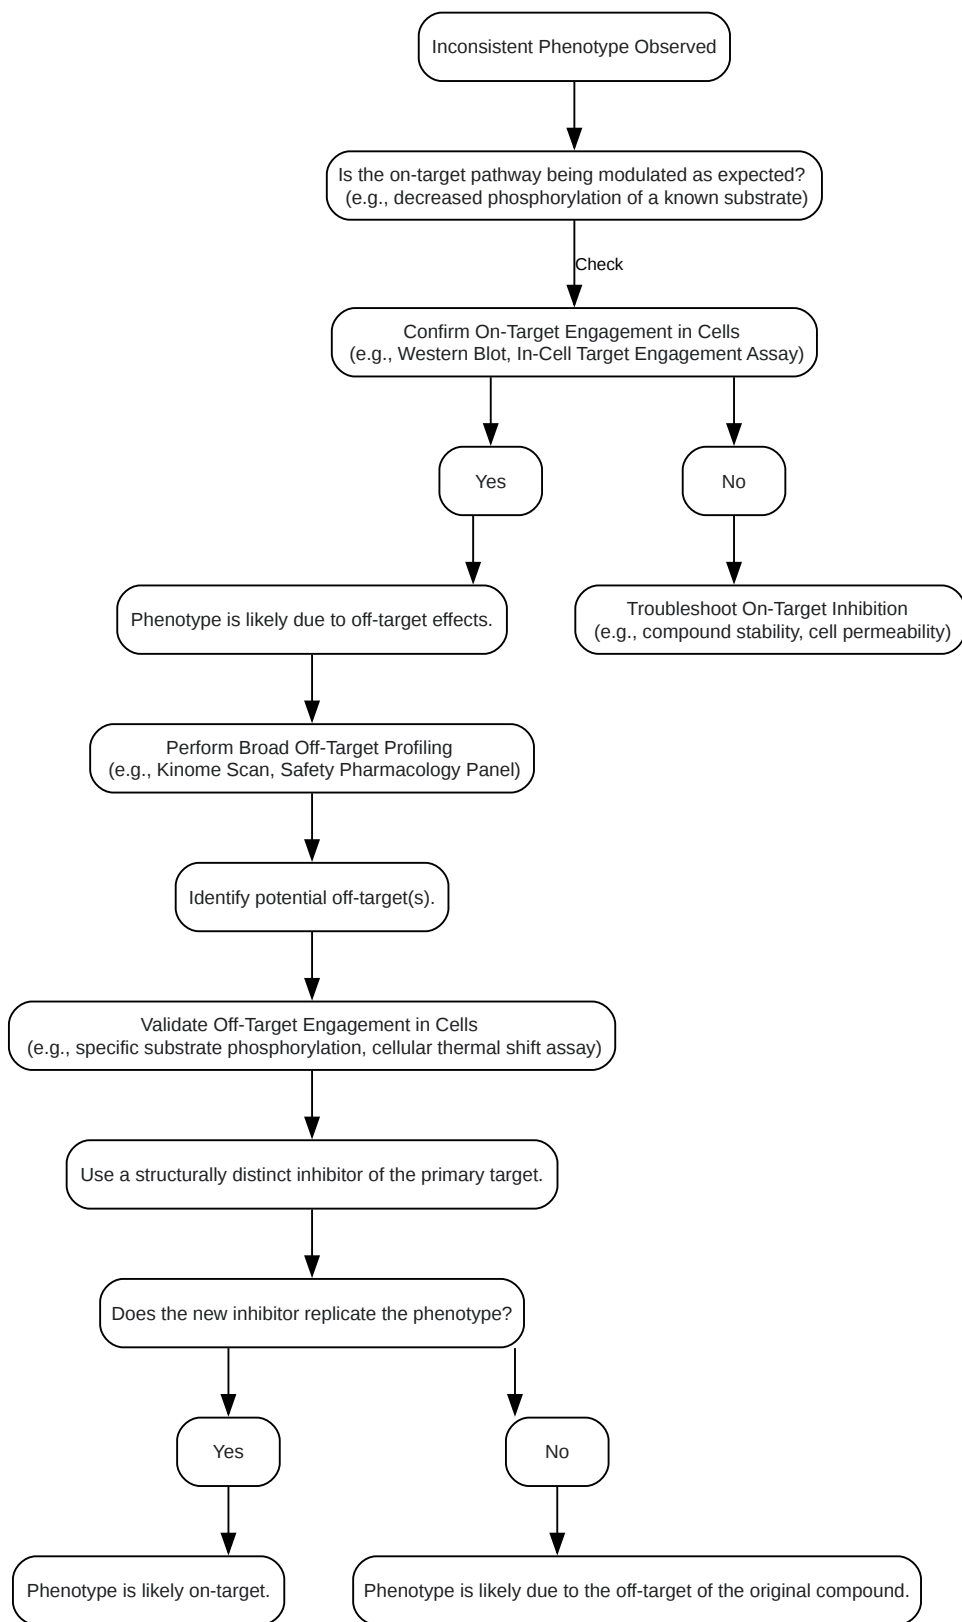 Inconsistent Phenotype Observed
Is the on-target pathway being modulated as expected?
(e.g., decreased phosphorylation of a known substrate)
Check
Confirm On-Target Engagement in Cells
(e.g., Western Blot, In-Cell Target Engagement Assay)
Yes
No
Phenotype is likely due to off-target effects.
Troubleshoot On-Target Inhibition
(e.g., compound stability, cell permeability)
Perform Broad Off-Target Profiling
(e.g., Kinome Scan, Safety Pharmacology Panel)
Identify potential off-target(s).
Validate Off-Target Engagement in Cells
(e.g., specific substrate phosphorylation, cellular thermal shift assay)
Use a structurally distinct inhibitor of the primary target.
Does the new inhibitor replicate the phenotype?
Yes
No
Phenotype is likely on-target.
Phenotype is likely due to the off-target of the original compound.